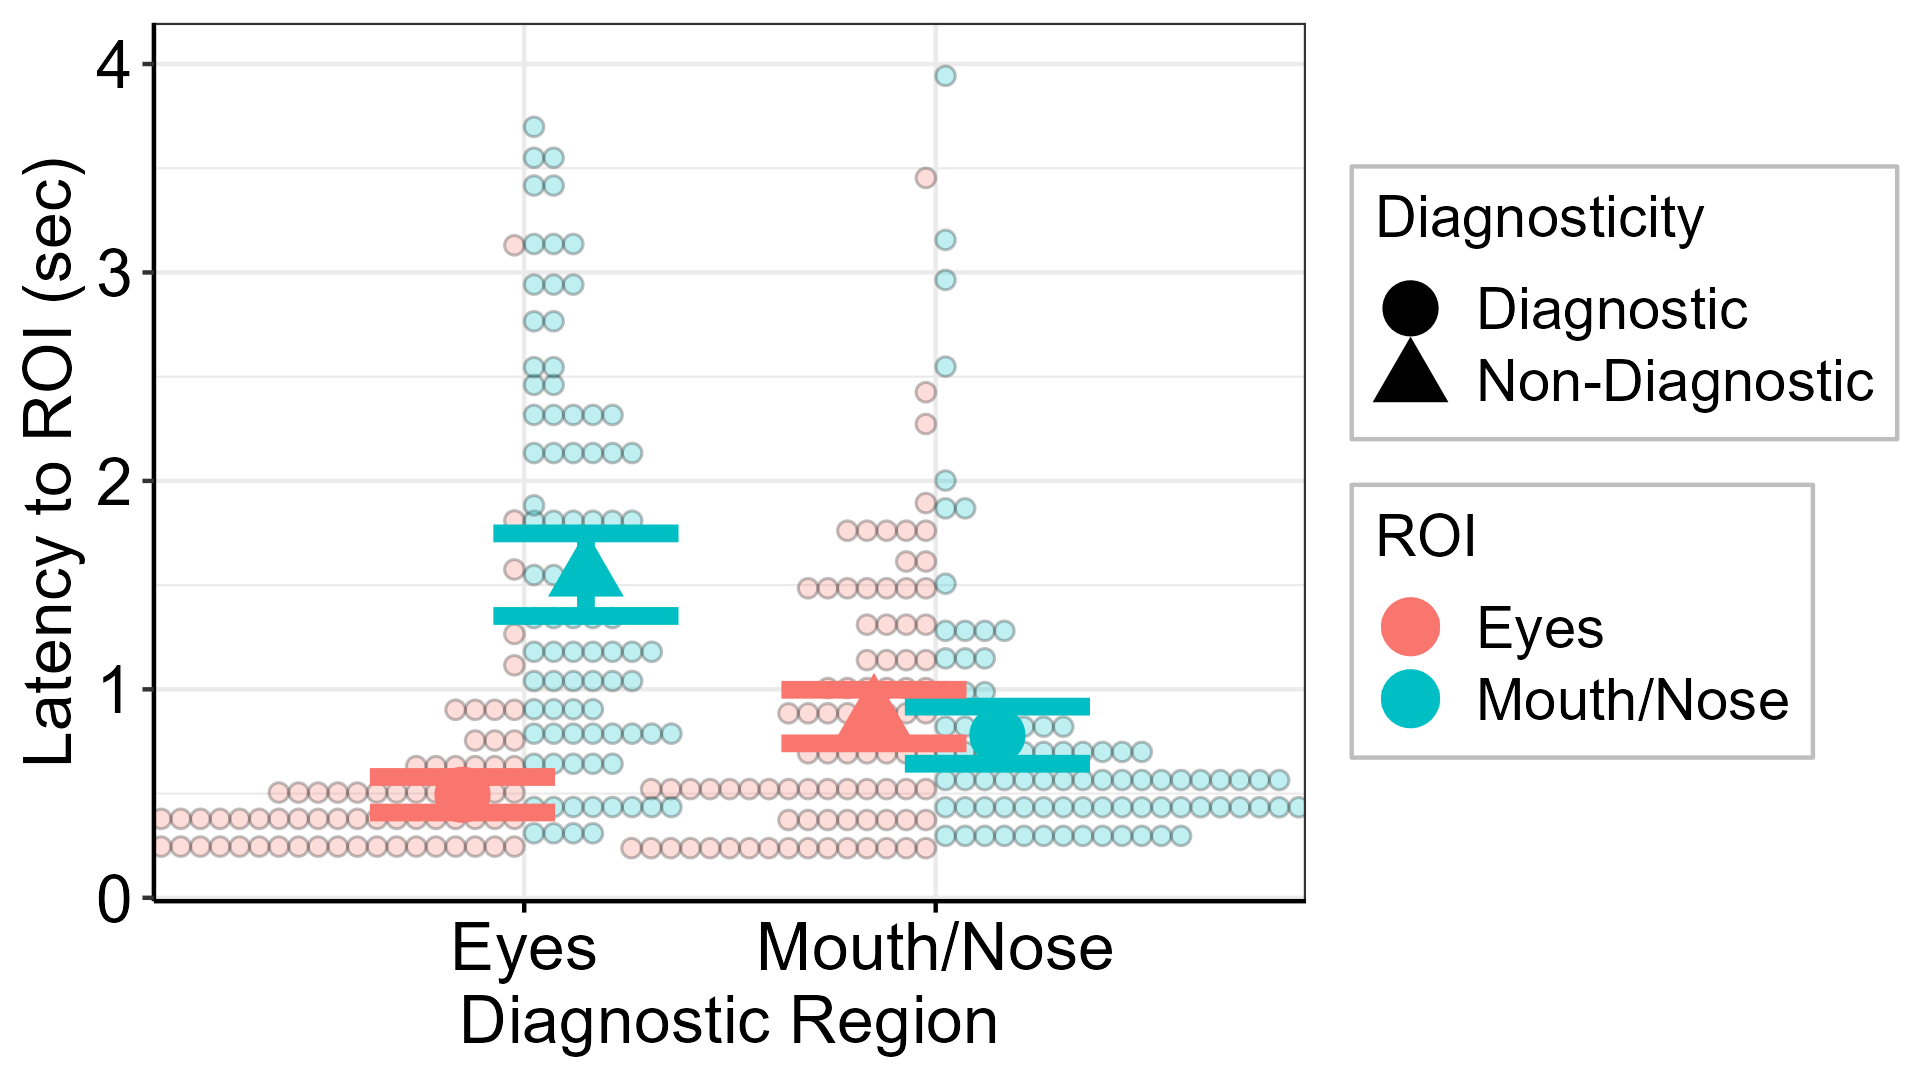 Latency to ROI (sec)
4
3
2
1
0
Eyes
Mouth/Nose
Diagnostic Region
Diagnosticity
Diagnostic
Non-Diagnostic
ROI
Eyes
Mouth/Nose